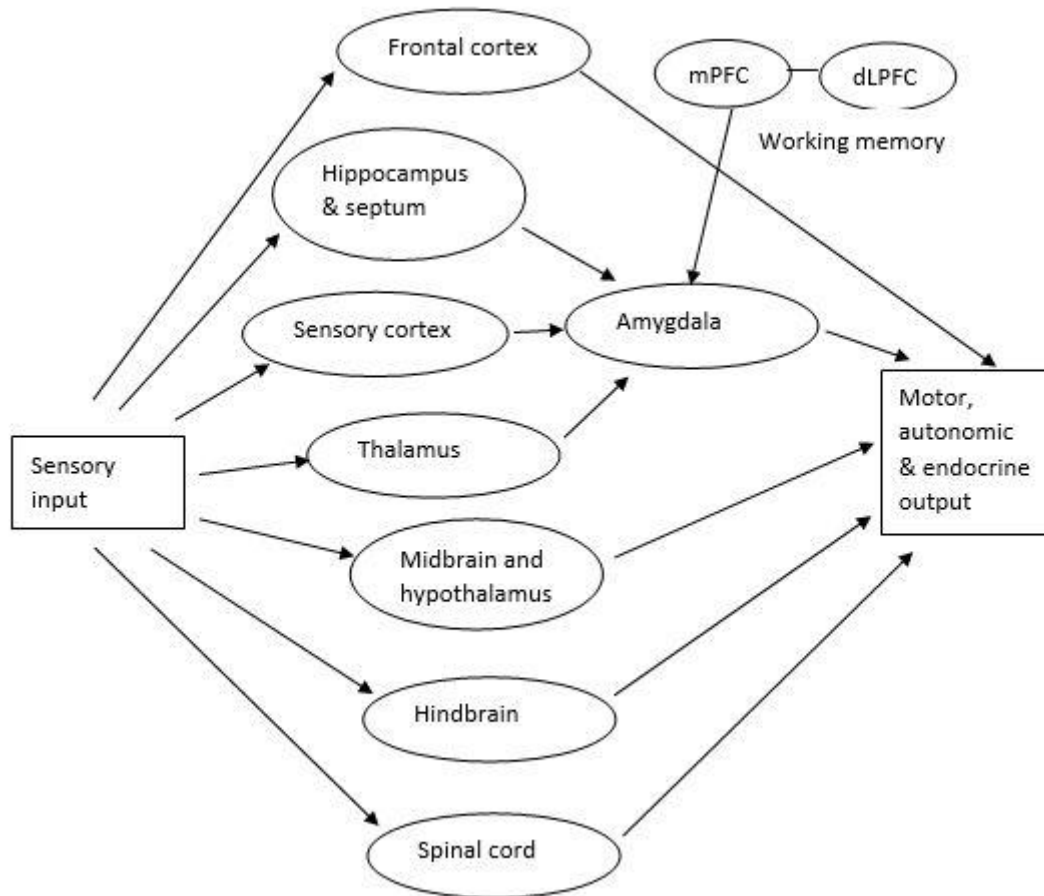 Frontal cortex
mPFC
dLPFC
Working memory
Hippocampus
& septum
Sensory cortex
Amygdala
Thalamus
Sensory
input
Motor,
autonomic
& endocrine
output
Midbrain and
hypothalamus
Hindbrain
Spinal cord